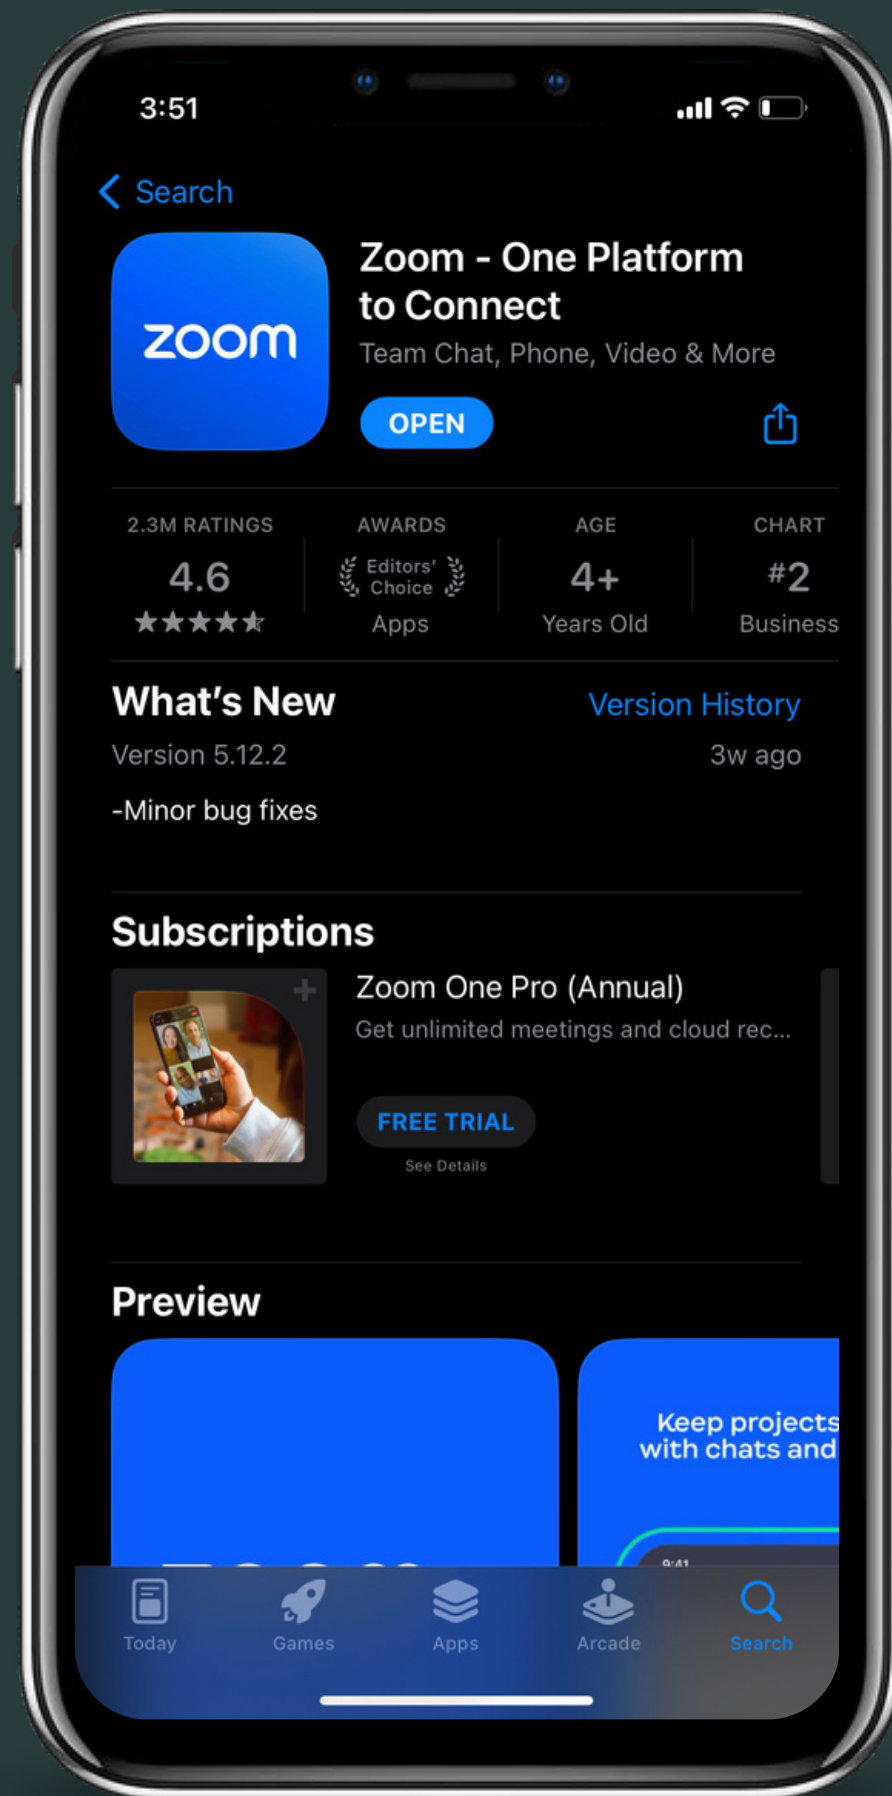 3:51
Search
zoom
Zoom - One Platform
to Connect
Team Chat, Phone, Video & More
OPEN
2.3M RATINGS
4.6
AWARDS
Editors'
Choice
Apps
AGE
4+
Years Old
CHART
#2
Business
What's New
Version History
Version 5.12.2
3w ago
-Minor bug fixes
Subscriptions
Zoom One Pro (Annual)
Get unlimited meetings and cloud rec...
FREE TRIAL
See Details
Preview
Keep projects
with chats and
9:41
Today
Games
Apps
Arcade
Search